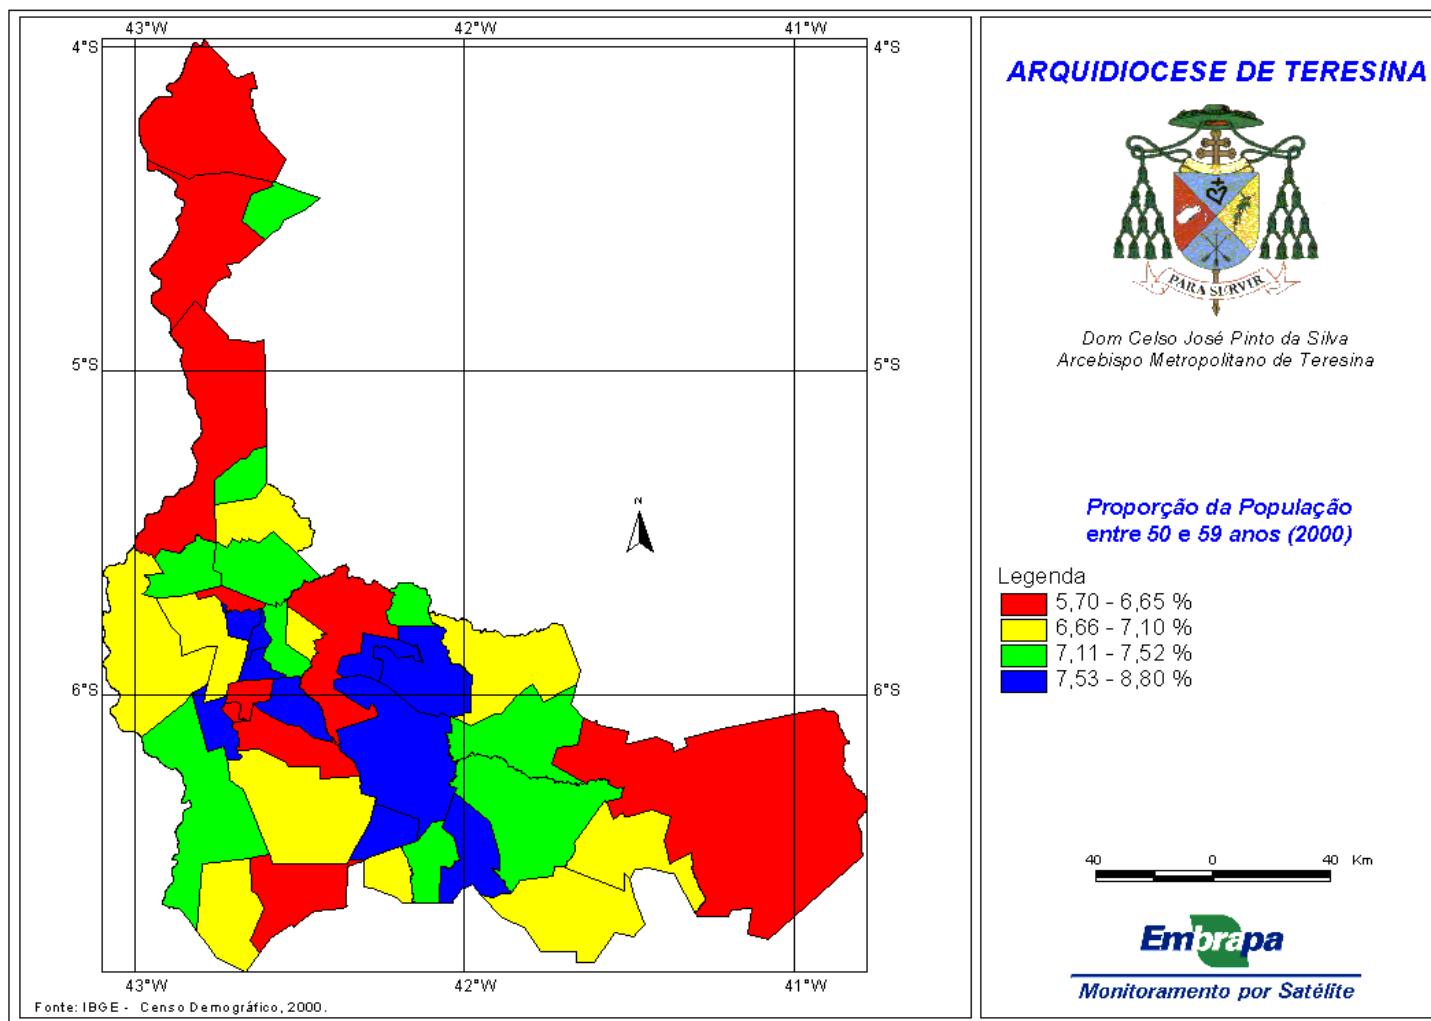 43°W 42°W 41°W
4°S 4°S
5°S 5°S
6°S 6°S
43°W 42°W 41°W
N
Fonte: IBGE - Censo Demográfico, 2000.
ARQUIDIOCESE DE TERESINA
PARA SERVIR
Dom Celso José Pinto da Silva
Arcebispo Metropolitano de Teresina
Proporção da População
entre 50 e 59 anos (2000)
Legenda
5,70 - 6,65 %
6,66 - 7,10 %
7,11 - 7,52 %
7,53 - 8,80 %
40 0 40 Km
Embrapa
Monitoramento por Satélite